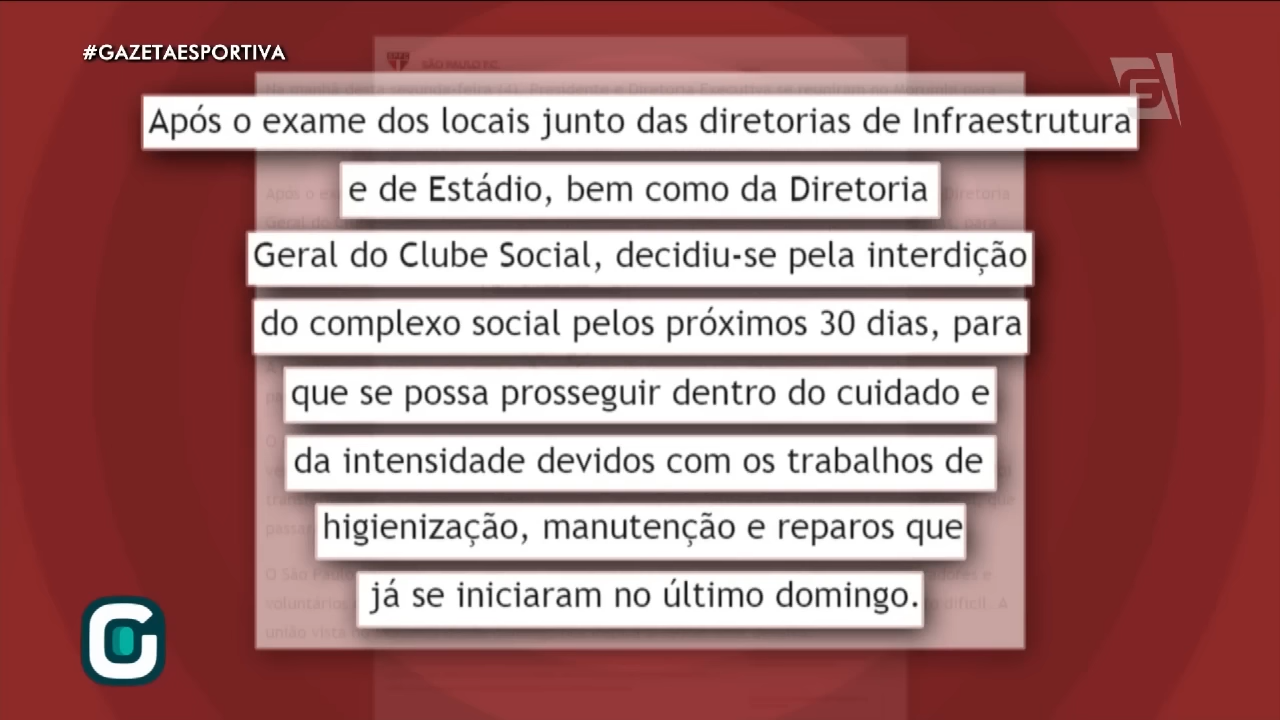 #GAZETAESPORTIVA
SÃO PAULO F.C.
Após o exame dos locais junto das diretorias de Infraestrutura
e de Estádio, bem como da Diretoria
Geral do Clube Social, decidiu-se pela interdição
do complexo social pelos próximos 30 dias, para
que se possa prosseguir dentro do cuidado e
da intensidade devidos com os trabalhos de
higienização, manutenção e reparos que
já se iniciaram no último domingo.